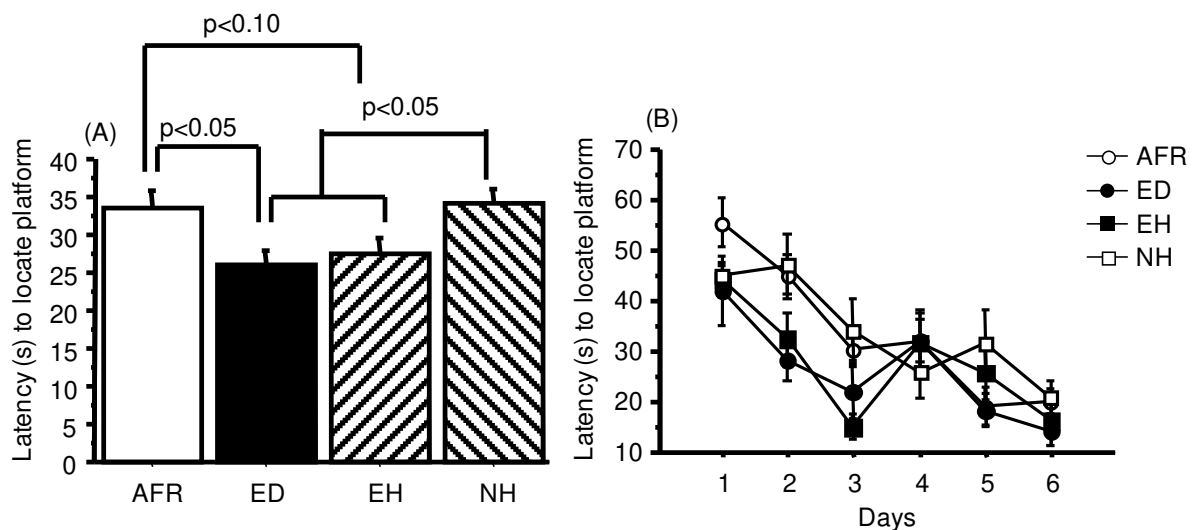 p<0.10
p<0.05
(A)
p<0.05
Latency (s) to locate platform
40
35
30
25
20
15
10
5
0
AFR ED EH NH
(B)
Latency (s) to locate platform
70
60
50
40
30
20
10
1 2 3 4 5 6
Days
AFR
ED
EH
NH